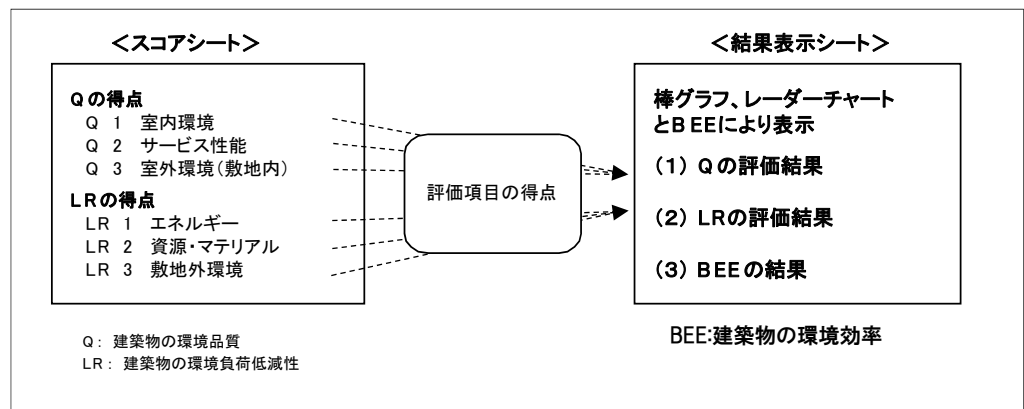 ＜スコアシート＞
Qの得点
Q 1 室内環境
Q 2 サービス性能
Q 3 室外環境（敷地内）
LRの得点
LR 1 エネルギー
LR 2 資源・マテリアル
LR 3 敷地外環境
Q： 建築物の環境品質
LR： 建築物の環境負荷低減性
評価項目の得点
＜結果表示シート＞
棒グラフ、レーダーチャート
とBEEにより表示
（1） Qの評価結果
（2） LRの評価結果
（3） BEEの結果
BEE:建築物の環境効率